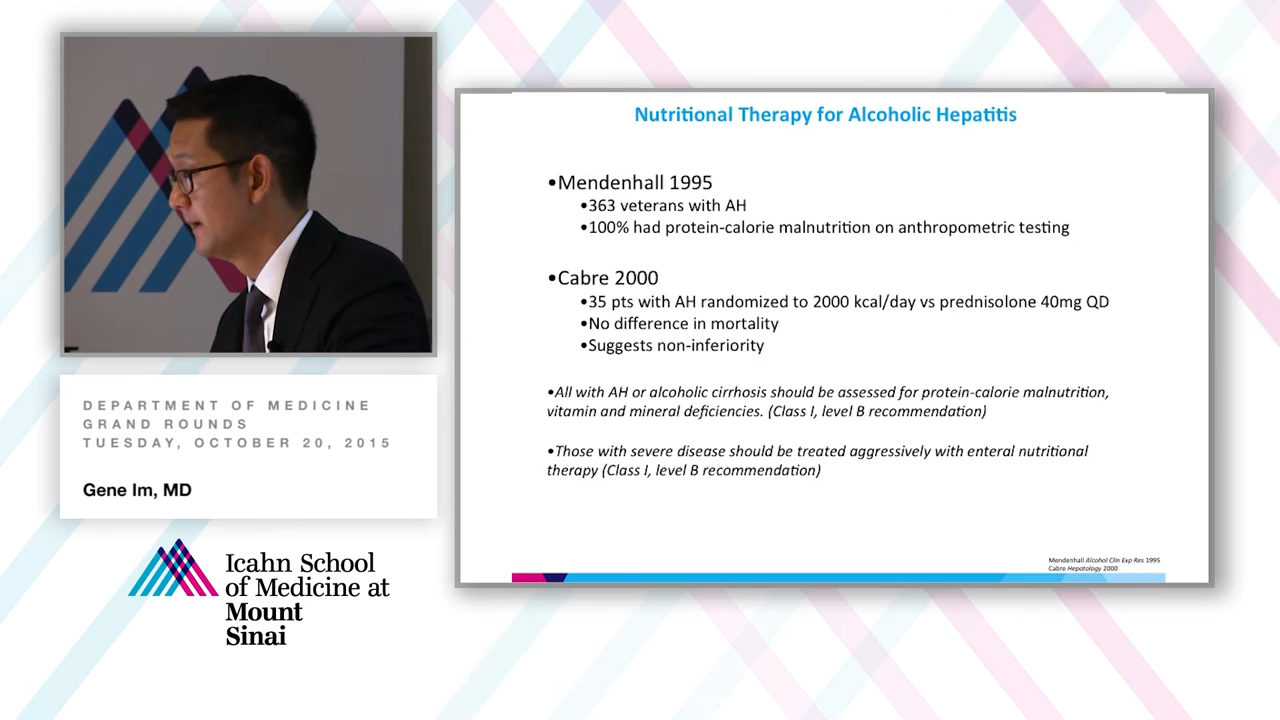 Nutritional Therapy for Alcoholic Hepatitis
•Mendenhall 1995
•363 veterans with AH
•100% had protein-calorie malnutrition on anthropometric testing
•Cabre 2000
•35 pts with AH randomized to 2000 kcal/day vs prednisolone 40mg QD
•No difference in mortality
•Suggests non-inferiority
•All with AH or alcoholic cirrhosis should be assessed for protein-calorie malnutrition,
vitamin and mineral deficiencies. (Class I, level B recommendation)
•Those with severe disease should be treated aggressively with enteral nutritional
therapy (Class I, level B recommendation)
Mendenhall Alcohol Clin Exp Res 1995
Cabre Hepatology 2000
DEPARTMENT OF MEDICINE
GRAND ROUNDS
TUESDAY, OCTOBER 20, 2015
Gene Im, MD
Icahn School
of Medicine at
Mount
Sinai